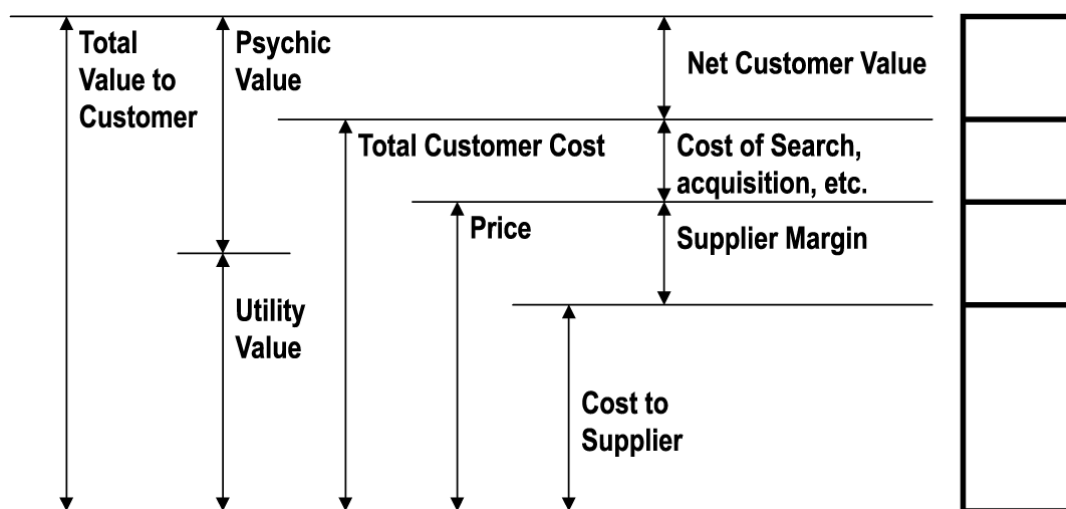 Total
Value to
Customer
Psychic
Value
Net Customer Value
Total Customer Cost
Cost of Search,
acquisition, etc.
Price
Supplier Margin
Utility
Value
Cost to
Supplier